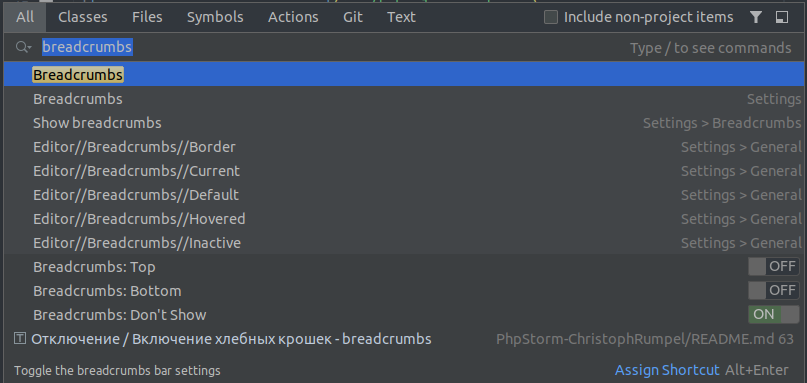 All Classes Files Symbols Actions Git Text Include non-project items
breadcrumbs Type / to see commands
Breadcrumbs
Breadcrumbs Settings
Show breadcrumbs Settings > Breadcrumbs
Editor//Breadcrumbs//Border Settings > General
Editor//Breadcrumbs//Current Settings > General
Editor//Breadcrumbs//Default Settings > General
Editor//Breadcrumbs//Hovered Settings > General
Editor//Breadcrumbs//Inactive Settings > General
Breadcrumbs: Top OFF
Breadcrumbs: Bottom OFF
Breadcrumbs: Don't Show ON
T Отключение / Включение хлебных крошек - breadcrumbs PhpStorm-ChristophRumpel/README.md 63
Toggle the breadcrumbs bar settings Assign Shortcut Alt+Enter